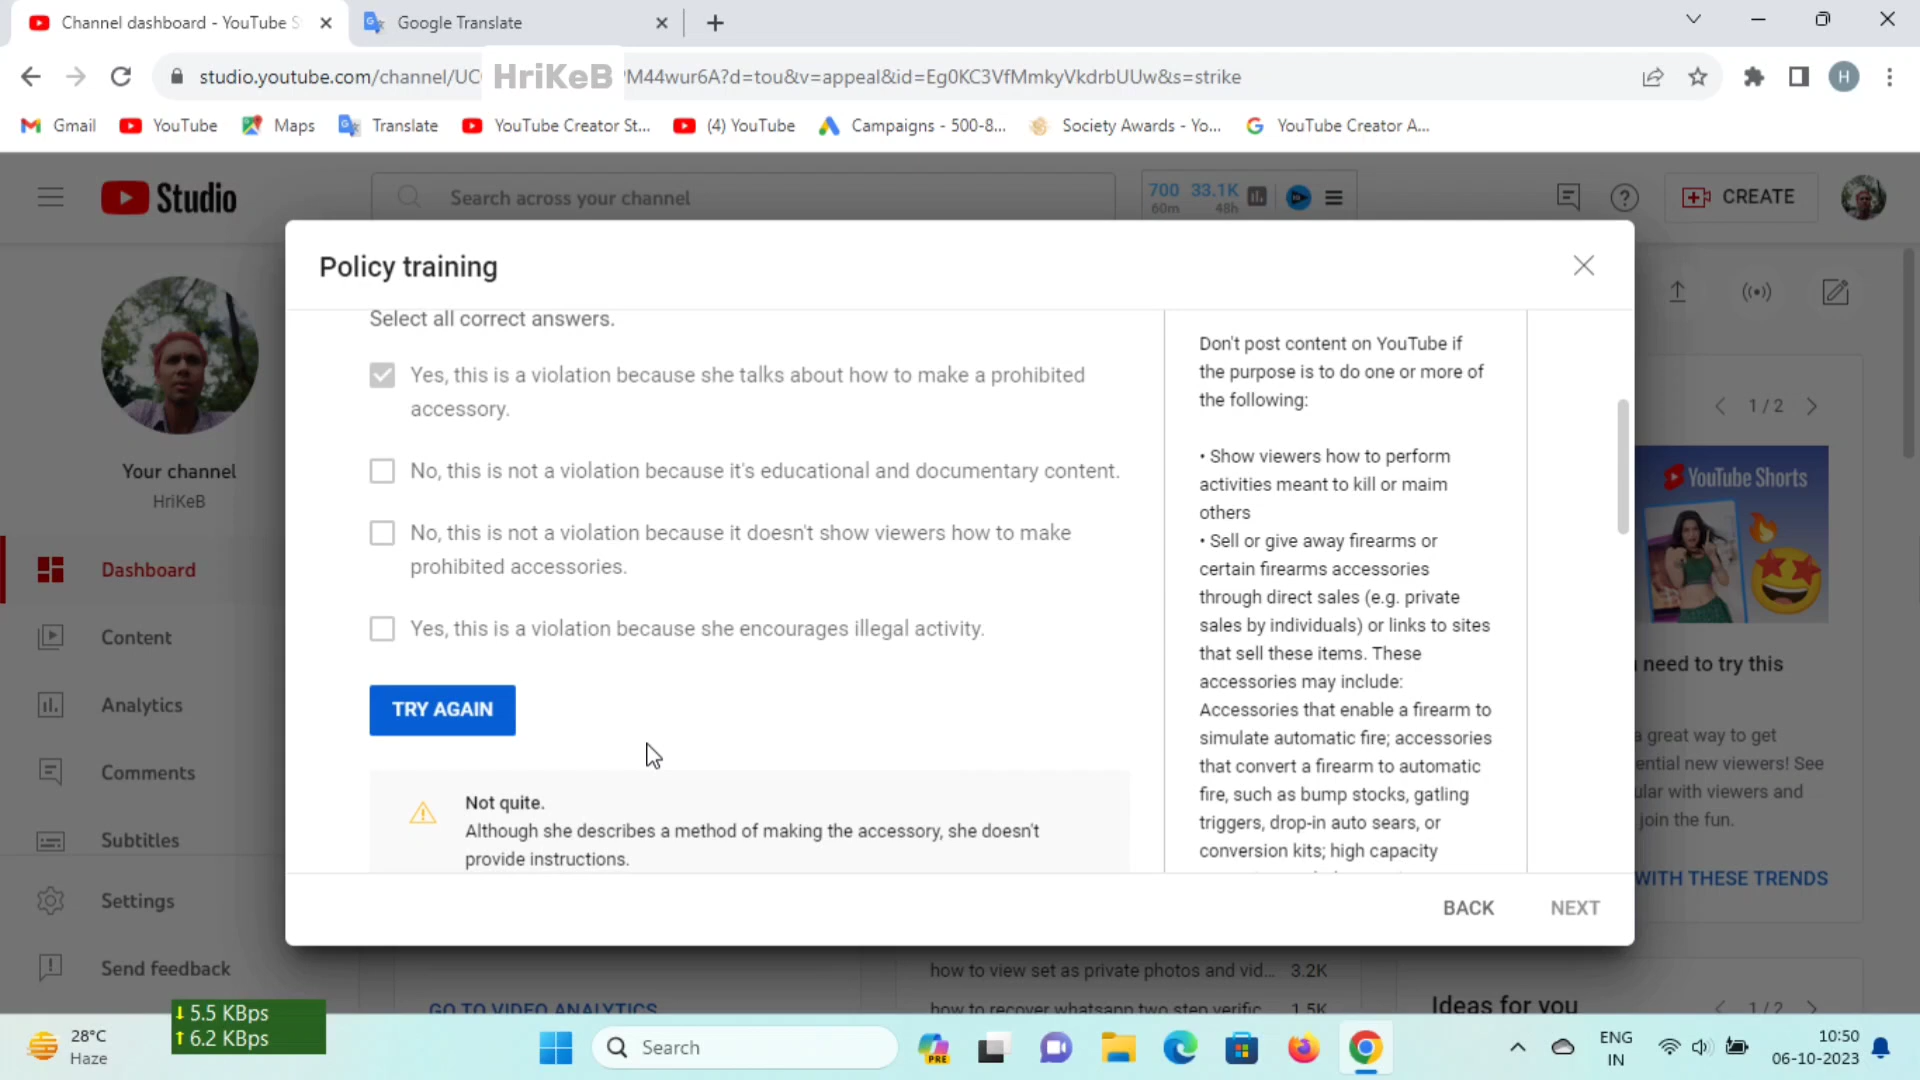 Channel dashboard - YouTube S
Google Translate
studio.youtube.com/channel/UC
HriKeB
M44wur6A?d=tou&v=appeal&id=Eg0KC3VfMmkyVkdrbUUw&s=strike
H
Gmail
YouTube
Maps
Translate
YouTube Creator St...
(4) YouTube
Campaigns - 500-8...
Society Awards - Yo...
YouTube Creator A...
Studio
Search across your channel
700 33.1K
60m 48h
CREATE
Policy training
Select all correct answers.
Yes, this is a violation because she talks about how to make a prohibited
accessory.
No, this is not a violation because it's educational and documentary content.
No, this is not a violation because it doesn't show viewers how to make
prohibited accessories.
Yes, this is a violation because she encourages illegal activity.
TRY AGAIN
Not quite.
Although she describes a method of making the accessory, she doesn't
provide instructions.
Don't post content on YouTube if
the purpose is to do one or more of
the following:
• Show viewers how to perform
activities meant to kill or maim
others
• Sell or give away firearms or
certain firearms accessories
through direct sales (e.g. private
sales by individuals) or links to sites
that sell these items. These
accessories may include:
Accessories that enable a firearm to
simulate automatic fire; accessories
that convert a firearm to automatic
fire, such as bump stocks, gatling
triggers, drop-in auto sears, or
conversion kits; high capacity
BACK
NEXT
Your channel
HriKeB
Dashboard
Content
Analytics
Comments
Subtitles
Settings
Send feedback
1 / 2
YouTube Shorts
need to try this
a great way to get
ential new viewers! See
ular with viewers and
join the fun.
WITH THESE TRENDS
GO TO VIDEO ANALYTICS
how to view set as private photos and vid... 3.2K
how to recover whatsapp two step verific... 1.5K
Ideas for you
1 / 2
↓ 5.5 KBps
↑ 6.2 KBps
28°C
Haze
Search
PRE
ENG
IN
10:50
06-10-2023